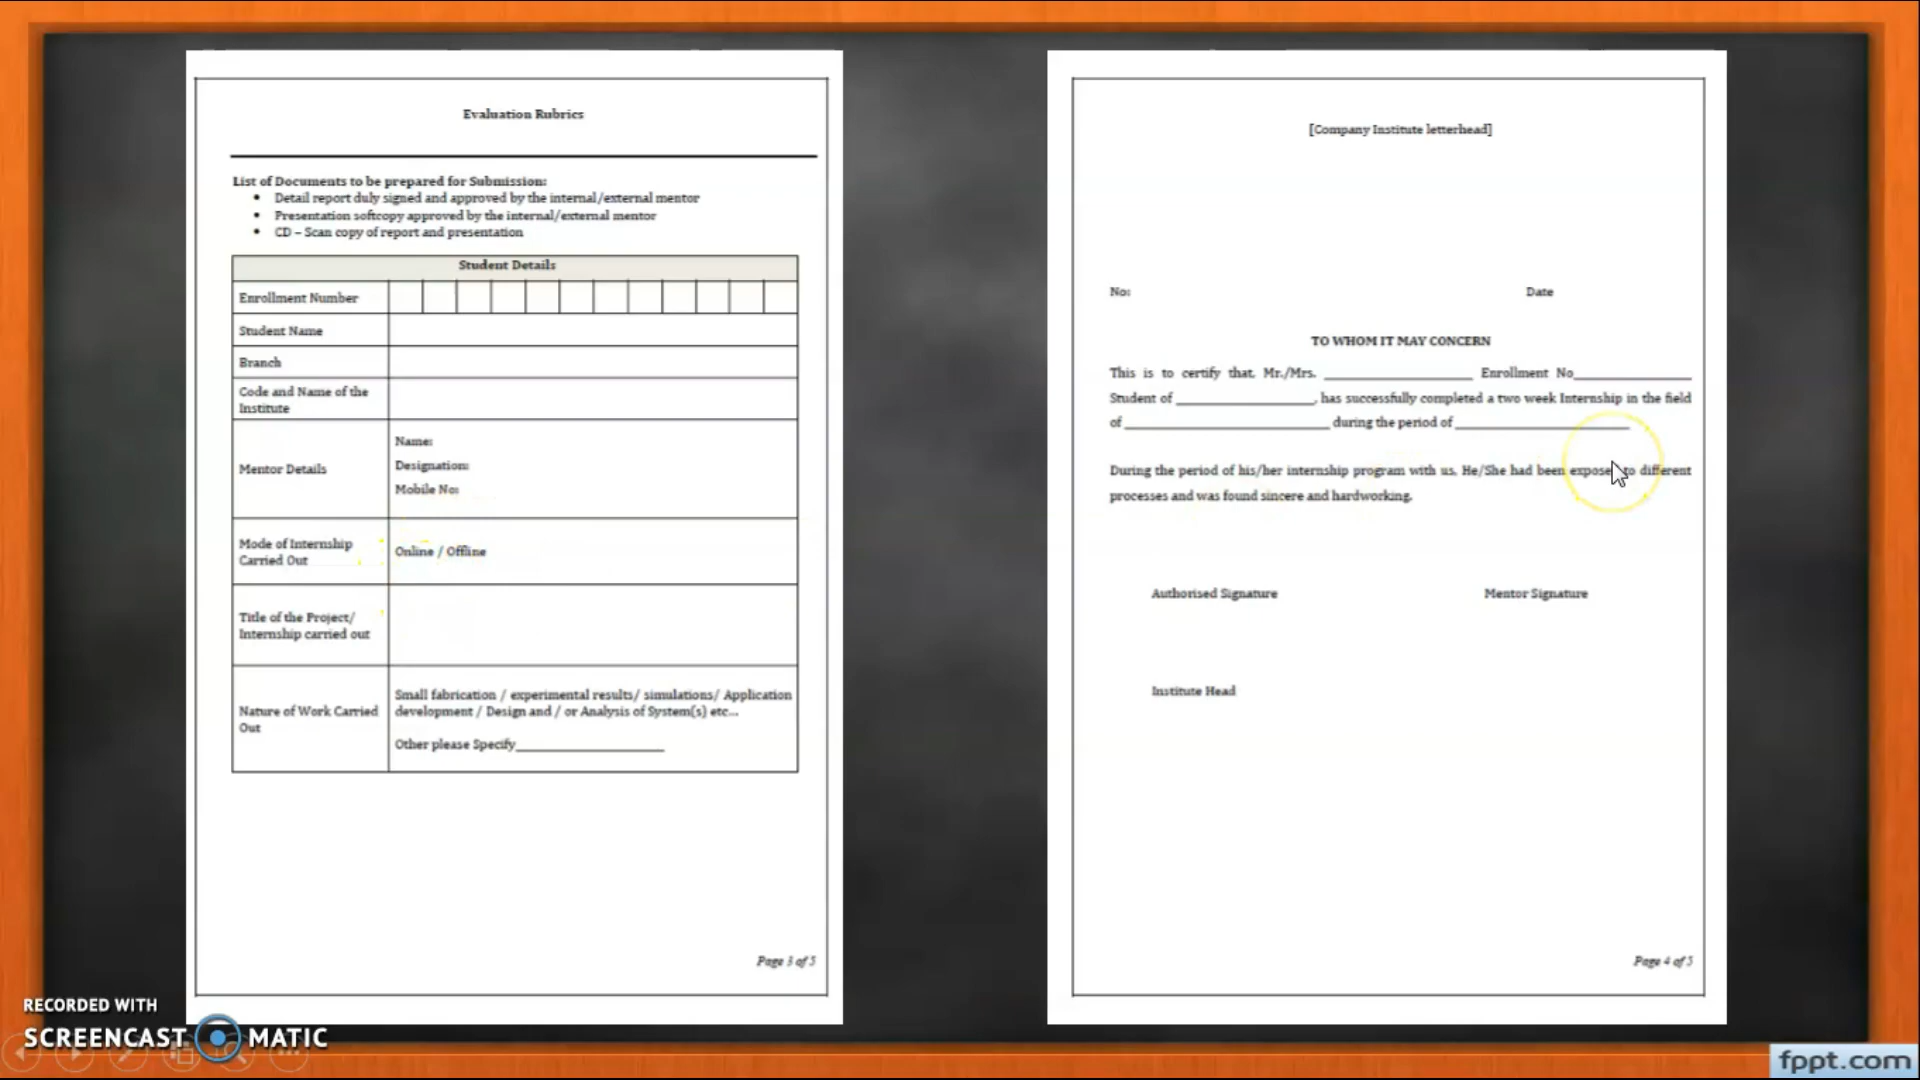 Evaluation Rubrics
List of Documents to be prepared for Submission:
• Detail report duly signed and approved by the internal/external mentor
• Presentation softcopy approved by the internal/external mentor
• CD – Scan copy of report and presentation
Student Details
Enrollment Number
Student Name
Branch
Code and Name of the
Institute
Mentor Details
Name:
Designation:
Mobile No:
Mode of Internship
Carried Out
Online / Offline
Title of the Project/
Internship carried out
Nature of Work Carried
Out
Small fabrication / experimental results/ simulations/ Application
development / Design and / or Analysis of System(s) etc...
Other please Specify____________________
Page 3 of 5
[Company Institute letterhead]
No:
Date
TO WHOM IT MAY CONCERN
This is to certify that, Mr./Mrs. ____________________ Enrollment No________________
Student of ___________________, has successfully completed a two week Internship in the field
of ____________________________ during the period of ________________________
During the period of his/her internship program with us, He/She had been exposed to different
processes and was found sincere and hardworking.
Authorised Signature
Mentor Signature
Institute Head
Page 4 of 5
RECORDED WITH
SCREENCAST MATIC
fppt.com